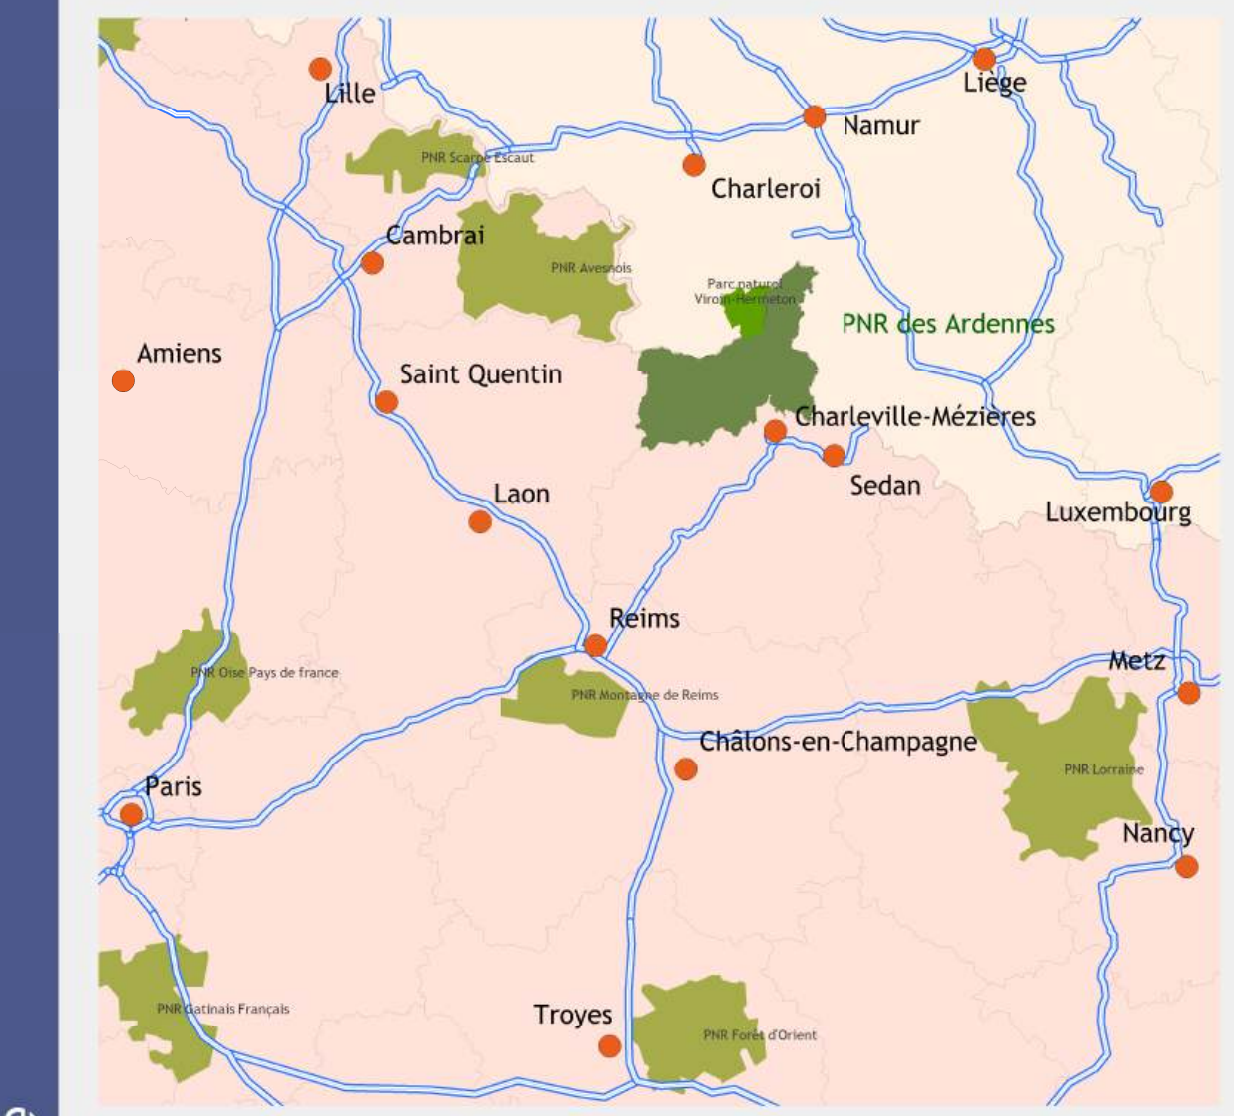 Lille
Liège
Namur
PNR Scarpe Escaut
Charleroi
Cambrai
PNR Avesnois
Parc naturel
Viroin-Hermeton
PNR des Ardennes
Amiens
Saint Quentin
Charleville-Mézières
Sedan
Laon
Luxembourg
Reims
Metz
PNR Oise Pays de france
PNR Montagne de Reims
Châlons-en-Champagne
PNR Lorraine
Paris
Nancy
PNR Gatinais Français
Troyes
PNR Forêt d'Orient